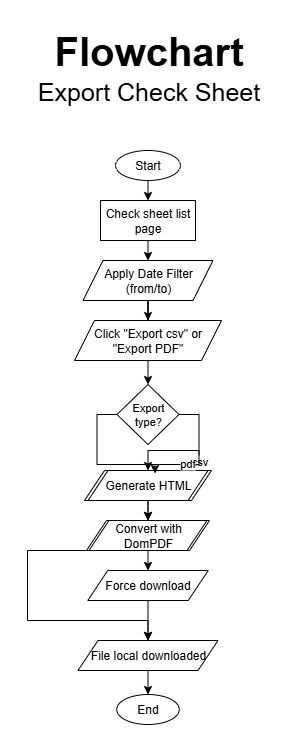 Flowchart
Export Check Sheet
Start
Check sheet list
page
Apply Date Filter
(from/to)
Click "Export csv" or
"Export PDF"
Export
type?
pdf
csv
Generate HTML
Convert with
DomPDF
Force download
File local downloaded
End